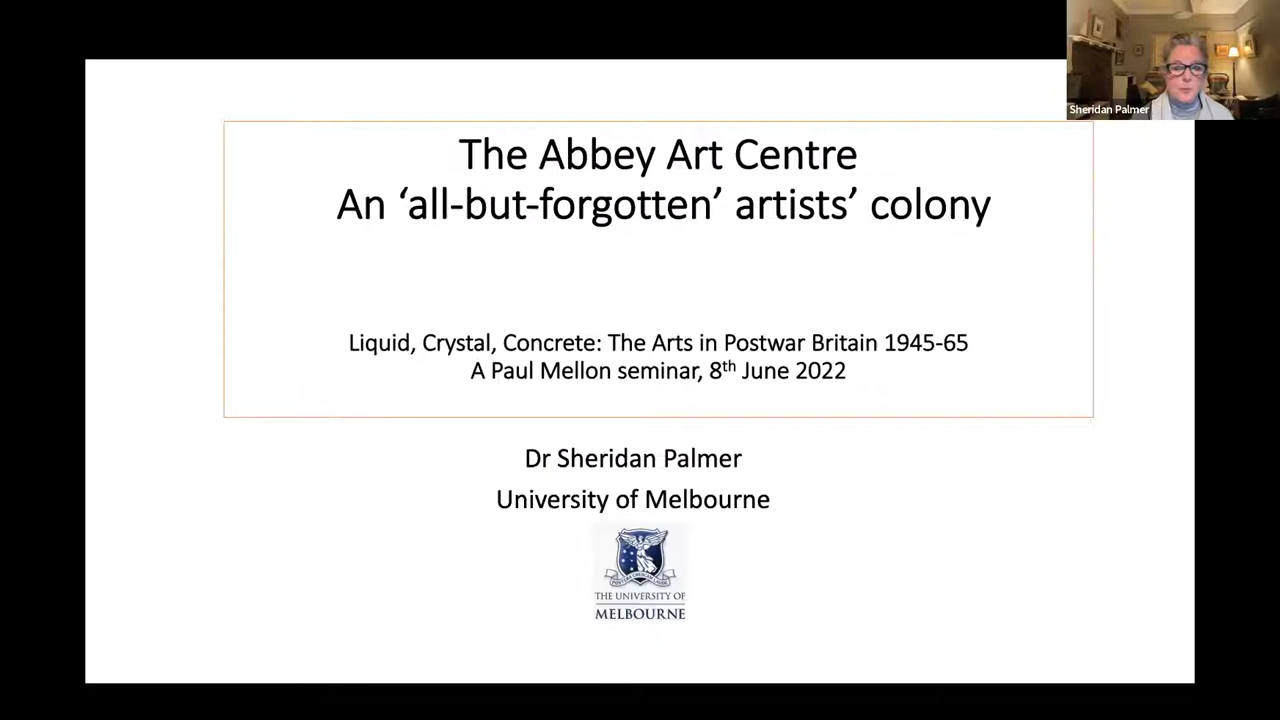 Sheridan Palmer
The Abbey Art Centre
An ‘all-but-forgotten’ artists’ colony
Liquid, Crystal, Concrete: The Arts in Postwar Britain 1945-65
A Paul Mellon seminar, 8th June 2022
Dr Sheridan Palmer
University of Melbourne
THE UNIVERSITY OF
MELBOURNE